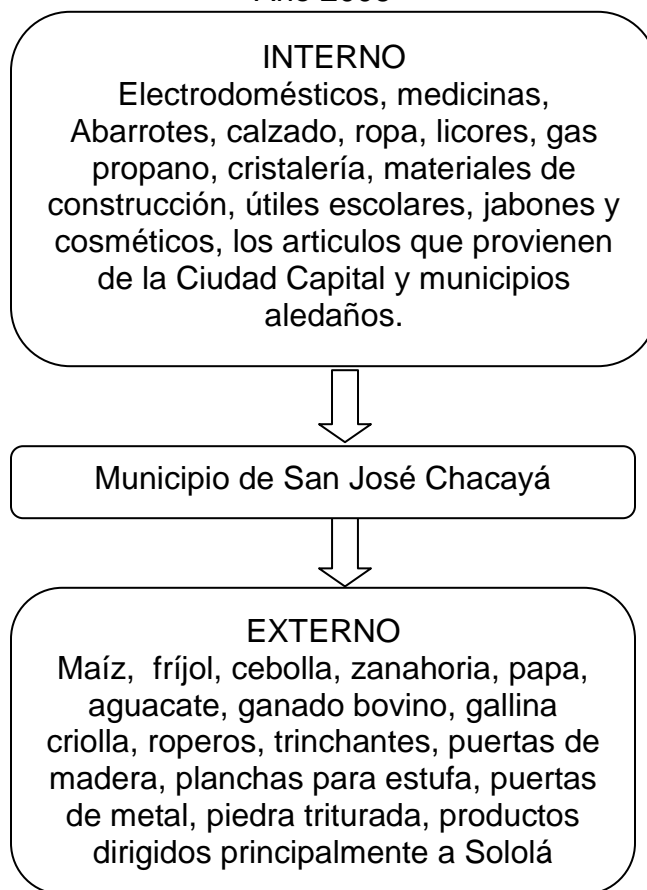 INTERNO
Electrodomésticos, medicinas,
Abarrotes, calzado, ropa, licores, gas
propano, cristalería, materiales de
construcción, útiles escolares, jabones y
cosméticos, los articulos que provienen
de la Ciudad Capital y municipios
aledaños.
Municipio de San José Chacayá
EXTERNO
Maíz, fríjol, cebolla, zanahoria, papa,
aguacate, ganado bovino, gallina
criolla, roperos, trinchantes, puertas de
madera, planchas para estufa, puertas
de metal, piedra triturada, productos
dirigidos principalmente a Sololá